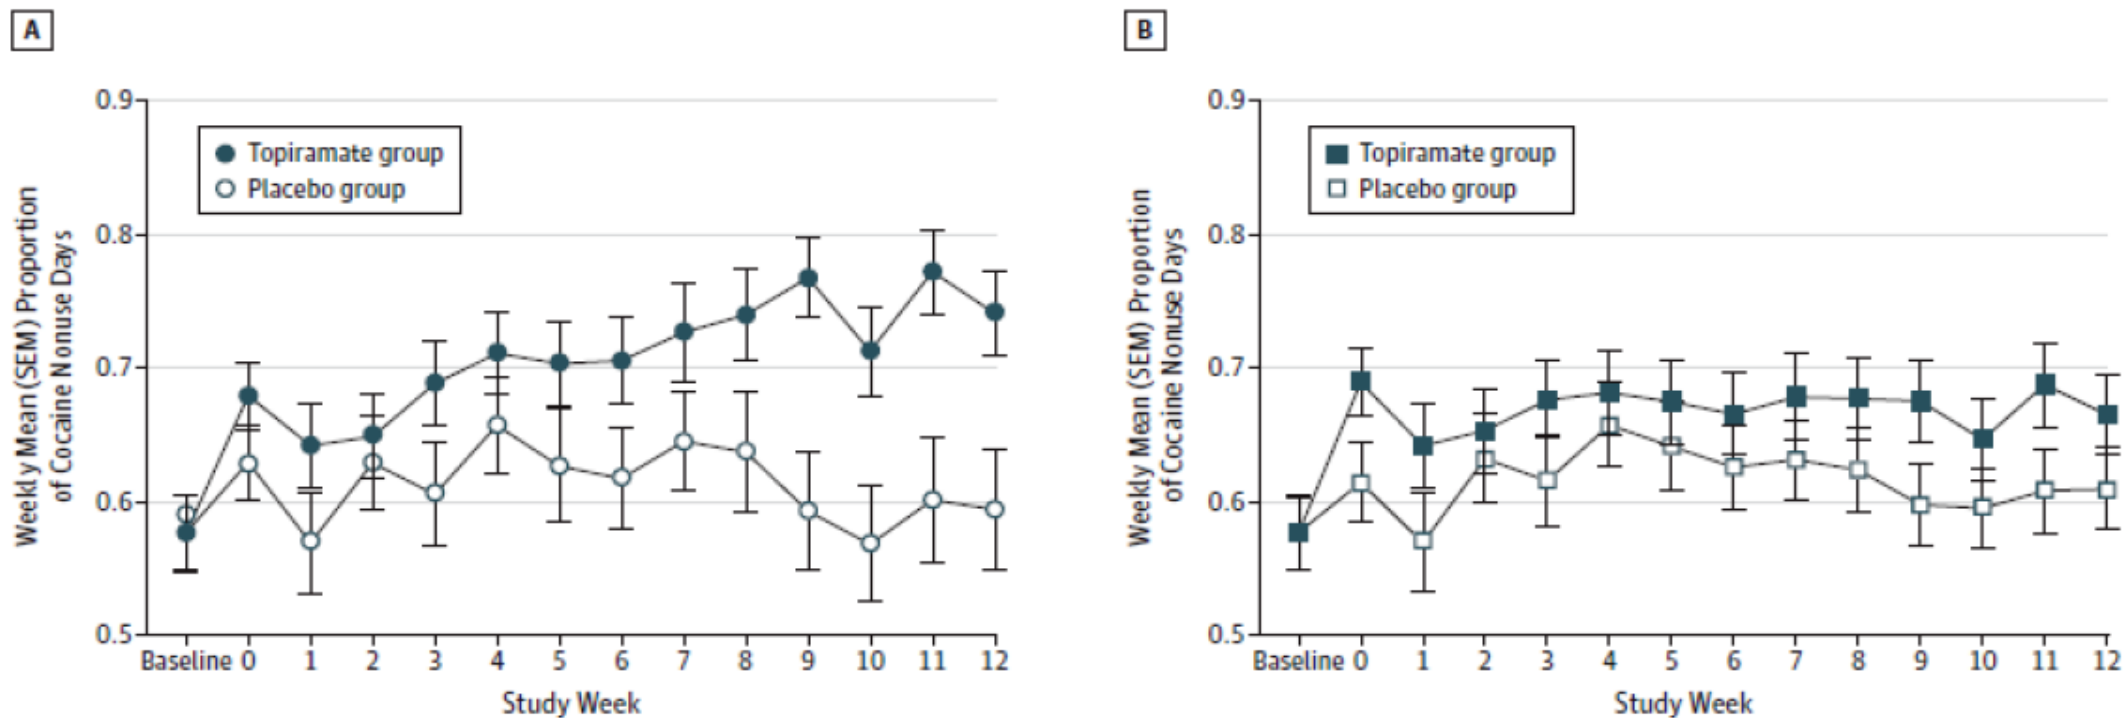 A
Weekly Mean (SEM) Proportion
of Cocaine Nonuse Days
0.9
0.8
0.7
0.6
0.5
Topiramate group
Placebo group
Baseline 0 1 2 3 4 5 6 7 8 9 10 11 12
Study Week
B
Weekly Mean (SEM) Proportion
of Cocaine Nonuse Days
0.9
0.8
0.7
0.6
0.5
Topiramate group
Placebo group
Baseline 0 1 2 3 4 5 6 7 8 9 10 11 12
Study Week